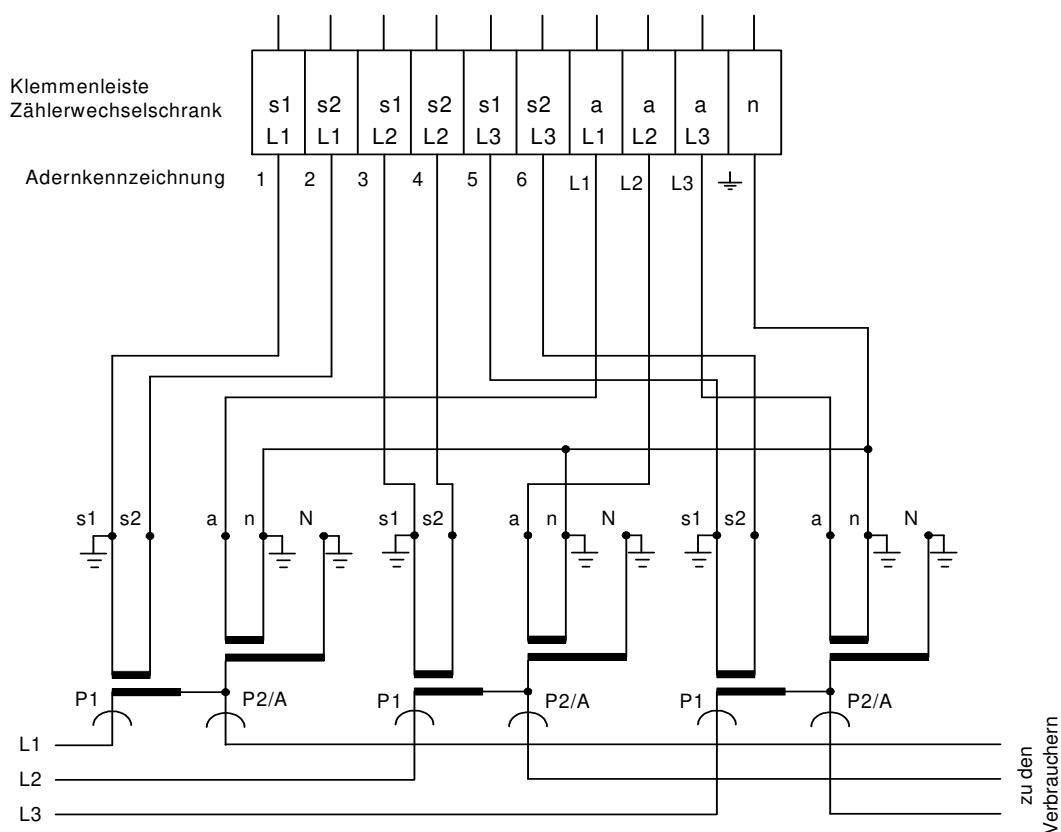 Klemmenleiste
Zählerwechselschrank
s1 s2 s1 s2 s1 s2 a a a n
L1 L1 L2 L2 L3 L3 L1 L2 L3
Adernkennzeichnung 1 2 3 4 5 6 L1 L2 L3
s1 s2 a n N s1 s2 a n N s1 s2 a n N
P1 P2/A P1 P2/A P1 P2/A
L1
L2
L3
zu den
Verbrauchern